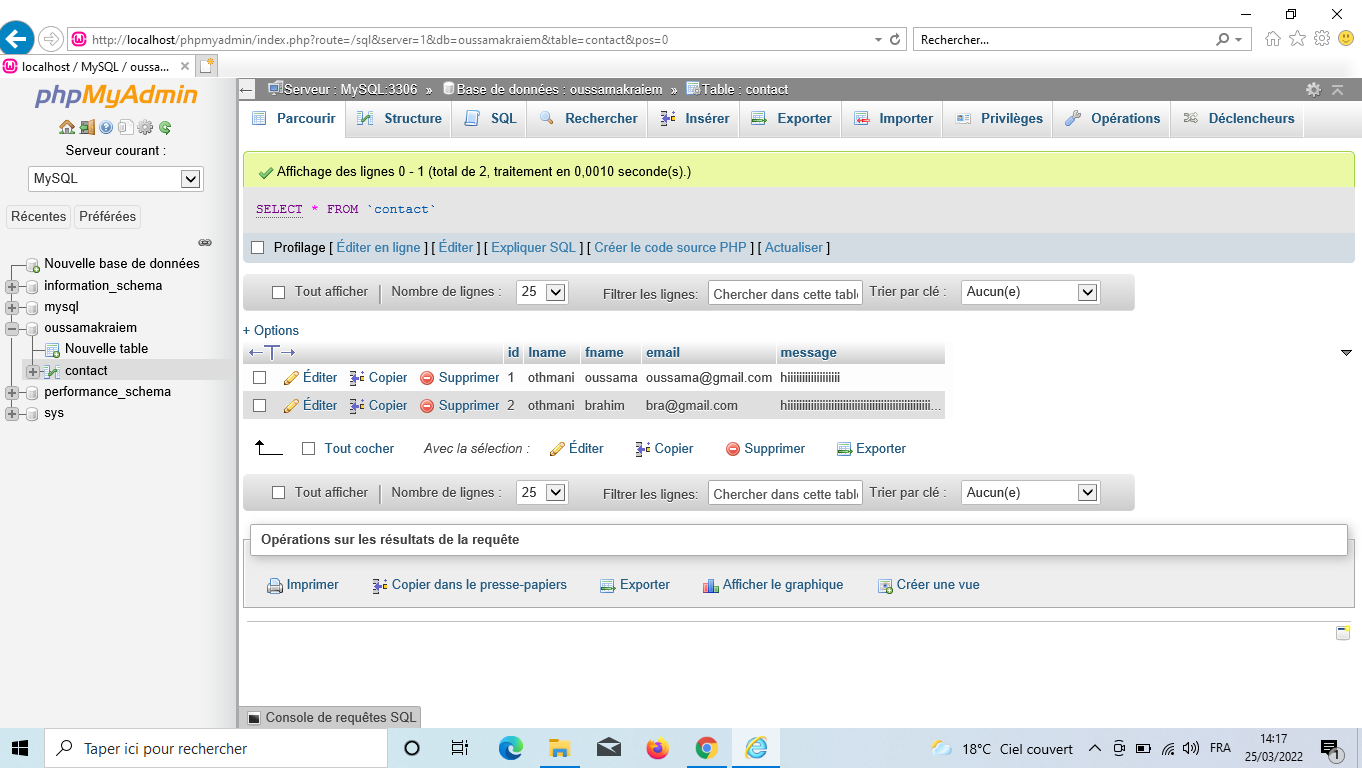 http://localhost/phpmyadmin/index.php?route=/sql&server=1&db=oussamakraiem&table=contact&pos=0
Rechercher...
localhost / MySQL / oussa...
phpMyAdmin
Serveur courant :
MySQL
Récentes Préférées
Nouvelle base de données
information_schema
mysql
oussamakraiem
Nouvelle table
contact
performance_schema
sys
Serveur : MySQL:3306 » Base de données : oussamakraiem » Table : contact
Parcourir Structure SQL Rechercher Insérer Exporter Importer Privilèges Opérations Déclencheurs
Affichage des lignes 0 - 1 (total de 2, traitement en 0,0010 seconde(s).)
SELECT * FROM `contact`
Profilage [ Éditer en ligne ] [ Éditer ] [ Expliquer SQL ] [ Créer le code source PHP ] [ Actualiser ]
Tout afficher | Nombre de lignes : 25 Filtrer les lignes: Chercher dans cette table Trier par clé : Aucun(e)
+ Options
id lname fname email message
Éditer Copier Supprimer 1 othmani oussama oussama@gmail.com
Éditer Copier Supprimer 2 othmani brahim bra@gmail.com
Tout cocher Avec la sélection : Éditer Copier Supprimer Exporter
Tout afficher | Nombre de lignes : 25 Filtrer les lignes: Chercher dans cette table Trier par clé : Aucun(e)
Opérations sur les résultats de la requête
Imprimer Copier dans le presse-papiers Exporter Afficher le graphique Créer une vue
Console de requêtes SQL
Taper ici pour rechercher
18°C Ciel couvert
FRA
14:17
25/03/2022
1